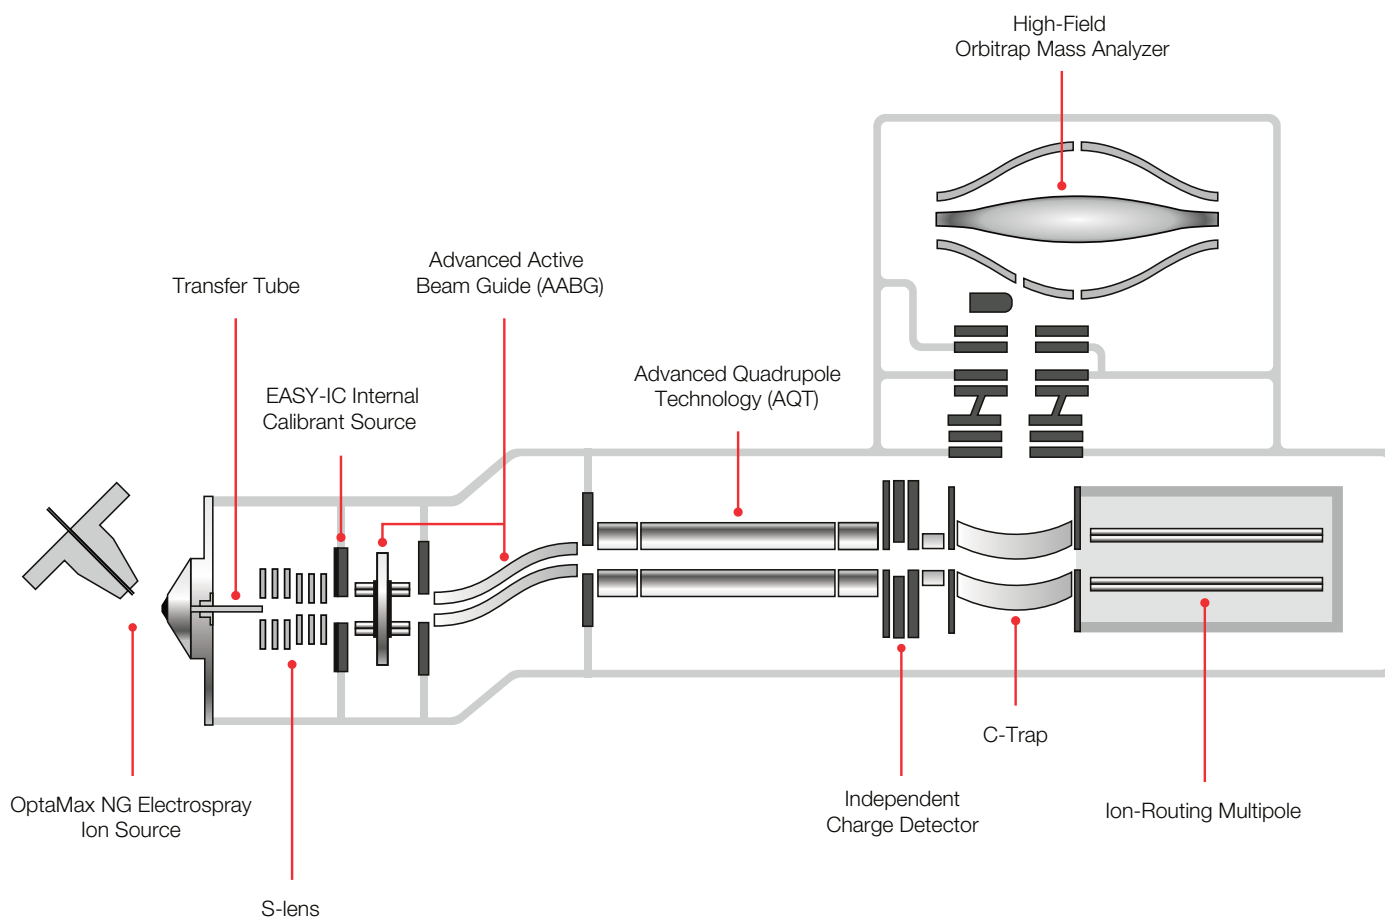 High-Field
Orbitrap Mass Analyzer
Advanced Active
Beam Guide (AABG)
Transfer Tube
Advanced Quadrupole
Technology (AQT)
EASY-IC Internal
Calibrant Source
C-Trap
OptaMax NG Electrospray
Ion Source
Independent
Charge Detector
Ion-Routing Multipole
S-lens